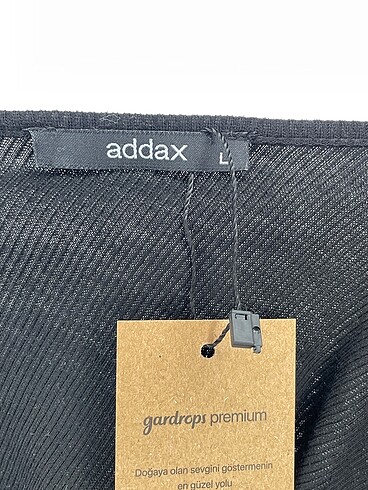 addax
L
gardrops premium
Doğaya olan sevgini göstermenin
en güzel yolu